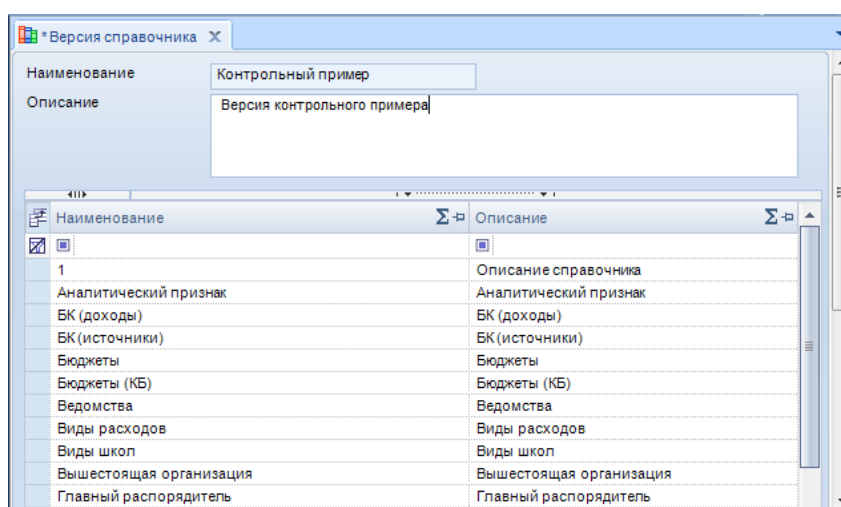 * Версия справочника
Наименование Контрольный пример
Описание Версия контрольного примера
Наименование Σ Описание Σ
1 Описание справочника
Аналитический признак Аналитический признак
БК (доходы) БК (доходы)
БК (источники) БК (источники)
Бюджеты Бюджеты
Бюджеты (КБ) Бюджеты (КБ)
Ведомства Ведомства
Виды расходов Виды расходов
Виды школ Виды школ
Вышестоящая организация Вышестоящая организация
Главный распорядитель Главный распорядитель